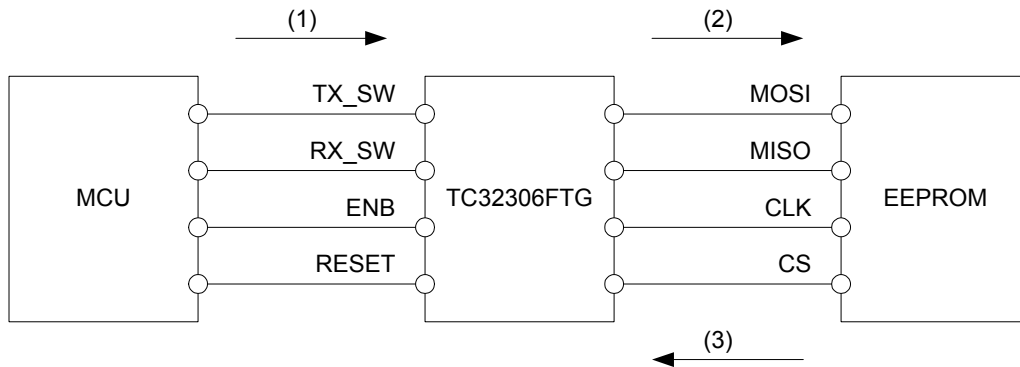 (1) (2)
TX_SW MOSI
RX_SW MISO
MCU TC32306FTG EEPROM
ENB CLK
RESET CS
(3)